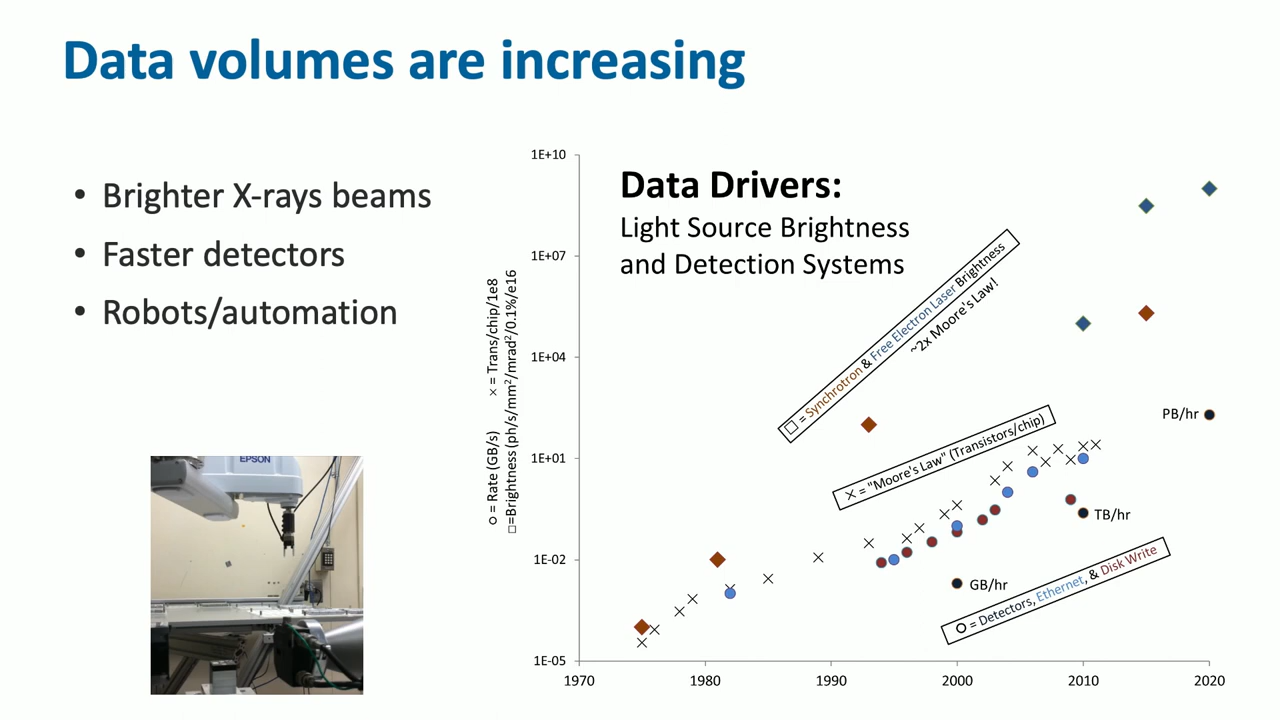 Data volumes are increasing
• Brighter X-rays beams
• Faster detectors
• Robots/automation
EPSON
Data Drivers:
Light Source Brightness
and Detection Systems
1E+10
1E+07
1E+04
1E+01
1E-02
1E-05
1970
1980
1990
2000
2010
2020
○ = Rate (GB/s) × = Trans/chip/1e8
□=Brightness (ph/s/mm²/mrad²/0.1%/e16
□ = Synchrotron & Free Electron Laser Brightness
~2x Moore's Law!
× = "Moore's Law" (Transistors/chip)
PB/hr
TB/hr
GB/hr
○ = Detectors, Ethernet, & Disk Write